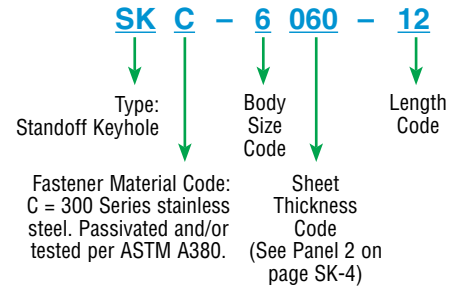 SK C – 6 060 – 12
Type:
Standoff Keyhole
Body
Size
Code
Length
Code
Fastener Material Code:
C = 300 Series stainless
steel. Passivated and/or
tested per ASTM A380.
Sheet
Thickness
Code
(See Panel 2 on
page SK-4)